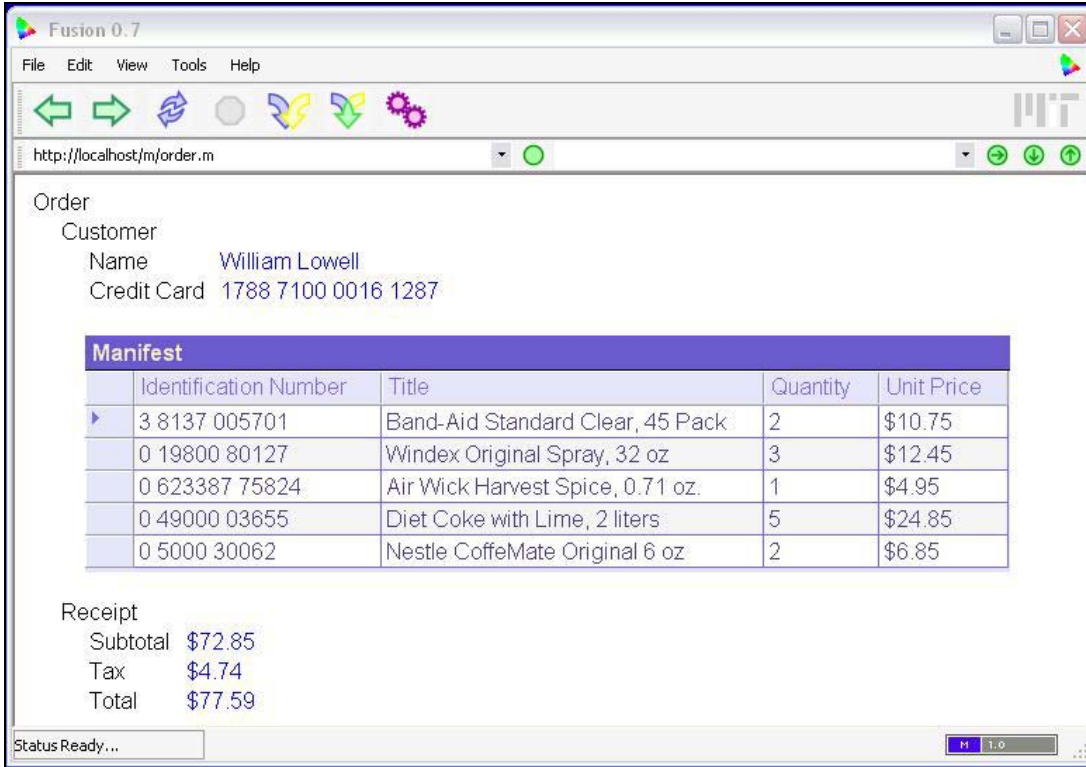 Fusion 0.7
File Edit View Tools Help
MIT
http://localhost/m/order.m
Order
Customer
Name William Lowell
Credit Card 1788 7100 0016 1287
Manifest
Identification Number Title Quantity Unit Price
3 8137 005701 Band-Aid Standard Clear, 45 Pack 2 $10.75
0 19800 80127 Windex Original Spray, 32 oz 3 $12.45
0 623387 75824 Air Wick Harvest Spice, 0.71 oz. 1 $4.95
0 49000 03655 Diet Coke with Lime, 2 liters 5 $24.85
0 5000 30062 Nestle CoffeMate Original 6 oz 2 $6.85
Receipt
Subtotal $72.85
Tax $4.74
Total $77.59
Status Ready... M 1.0